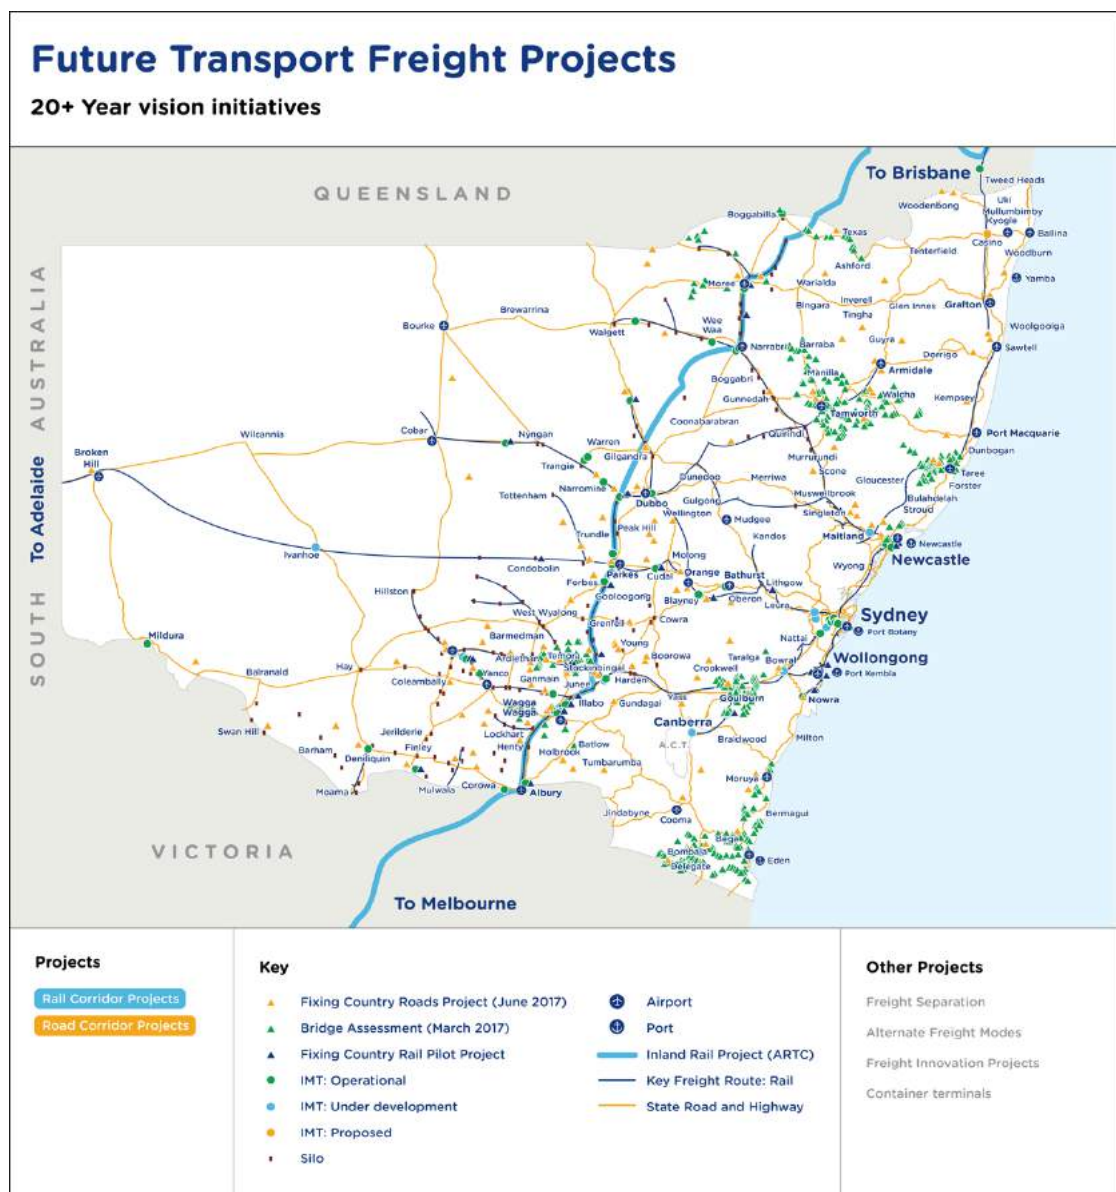 Future Transport Freight Projects
20+ Year vision initiatives
QUEENSLAND
To Brisbane
Tweed Heads
Woodenbong
Uki
Mullumbimby
Kyogle
Boggabilla
Texas
Casino
Ballina
Tenterfield
Woodburn
Ashford
Moree
Warialda
Yamba
Bingara
Inverell
Glen Innes
Grafton
Tingha
Brewarrina
Bourke
Walgett
Wee
Waa
Woolgoolga
Guyra
Narrabri
Barraba
Dorrigo
Sawtell
Armidale
Boggabri
Manilla
Gunnedah
Walcha
Kempsey
Tamworth
Coonabarabran
Wilcannia
Cobar
Nyngan
Warren
Gilgandra
Quirindi
Port Macquarie
Broken
Hill
Murrurundi
Dunbogan
Trangie
Scone
Taree
Narromine
Dunedoo
Merriwa
Gloucester
Forster
Tottenham
Dubbo
Gulgong
Muswellbrook
Bulahdelah
Wellington
Singleton
Stroud
Mudgee
Trundle
Peak Hill
Kandos
Maitland
Newcastle
Ivanhoe
Molong
Wyong
Newcastle
Condobolin
Parkes
Cudal
Orange
Bathurst
Lithgow
Forbes
Hillston
Gooloogong
Blayney
Oberon
Leura
West Wyalong
Grenfell
Cowra
Sydney
Port Botany
Mildura
Barmedman
Young
Nattai
Ardlethan
Temora
Boorowa
Taralga
Wollongong
Hay
Stockinbingal
Crookwell
Bowral
Balranald
Yanco
Port Kembla
Coleambally
Ganmain
Junee
Harden
Goulburn
Yass
Nowra
Wagga
Wagga
Illabo
Gundagai
Canberra
Swan Hill
Jerilderie
Lockhart
Braidwood
Milton
A.C.T.
Barham
Finley
Henty
Holbrook
Batlow
Deniliquin
Tumbarumba
Moruya
Moama
Mulwala
Corowa
Albury
Jindabyne
Cooma
Bermagui
Bega
Bombala
Eden
Delegate
VICTORIA
To Melbourne
SOUTH AUSTRALIA
To Adelaide
Projects
Rail Corridor Projects
Road Corridor Projects
Key
Fixing Country Roads Project (June 2017)
Bridge Assessment (March 2017)
Fixing Country Rail Pilot Project
IMT: Operational
IMT: Under development
IMT: Proposed
Silo
Airport
Port
Inland Rail Project (ARTC)
Key Freight Route: Rail
State Road and Highway
Other Projects
Freight Separation
Alternate Freight Modes
Freight Innovation Projects
Container terminals